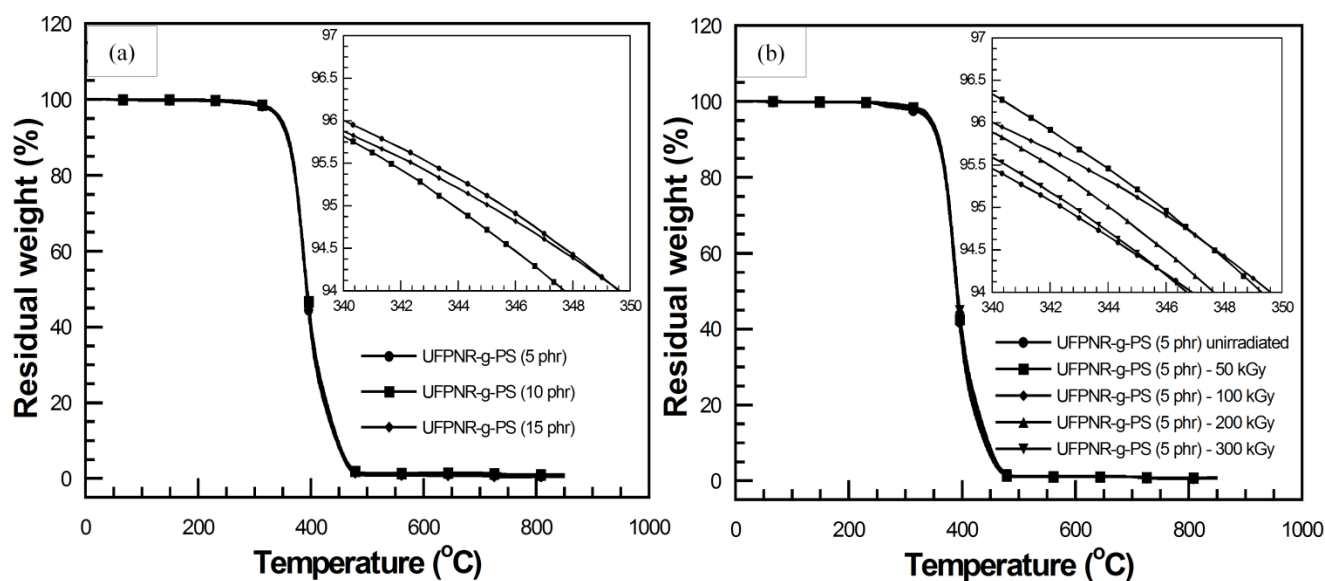 (a)
Residual weight (%)
120
100
80
60
40
20
0
0 200 400 600 800 1000
Temperature (°C)
97
96.5
96
95.5
95
94.5
94
340 342 344 346 348 350
UFPNR-g-PS (5 phr)
UFPNR-g-PS (10 phr)
UFPNR-g-PS (15 phr)
(b)
Residual weight (%)
120
100
80
60
40
20
0
0 200 400 600 800 1000
Temperature (°C)
97
96.5
96
95.5
95
94.5
94
340 342 344 346 348 350
UFPNR-g-PS (5 phr) unirradiated
UFPNR-g-PS (5 phr) - 50 kGy
UFPNR-g-PS (5 phr) - 100 kGy
UFPNR-g-PS (5 phr) - 200 kGy
UFPNR-g-PS (5 phr) - 300 kGy